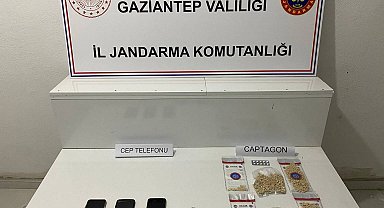 GAZİANTEP VALİLİĞİ
İL JANDARMA KOMUTANLIĞI
CEP TELEFONU
CAPTAGON